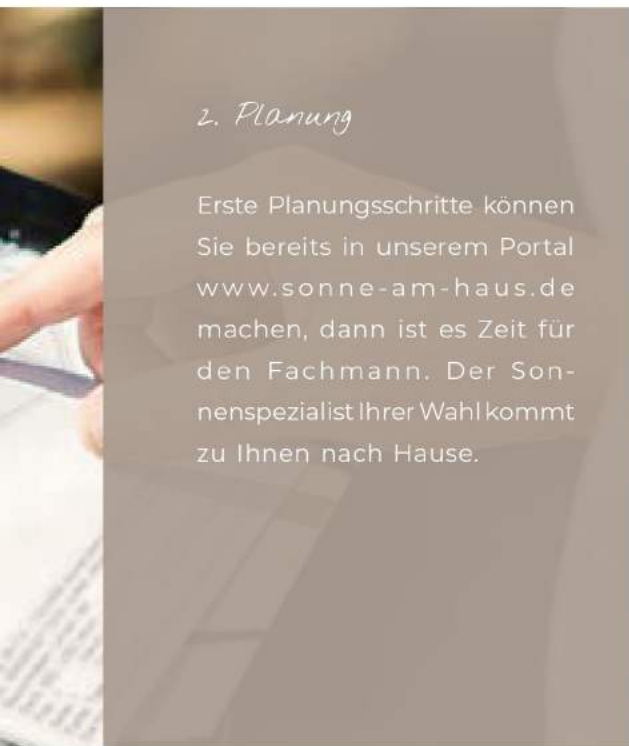 2. Planung
Erste Planungsschritte können
Sie bereits in unserem Portal
www.sonne-am-haus.de
machen, dann ist es Zeit für
den Fachmann. Der Son-
nenspezialist Ihrer Wahl kommt
zu Ihnen nach Hause.